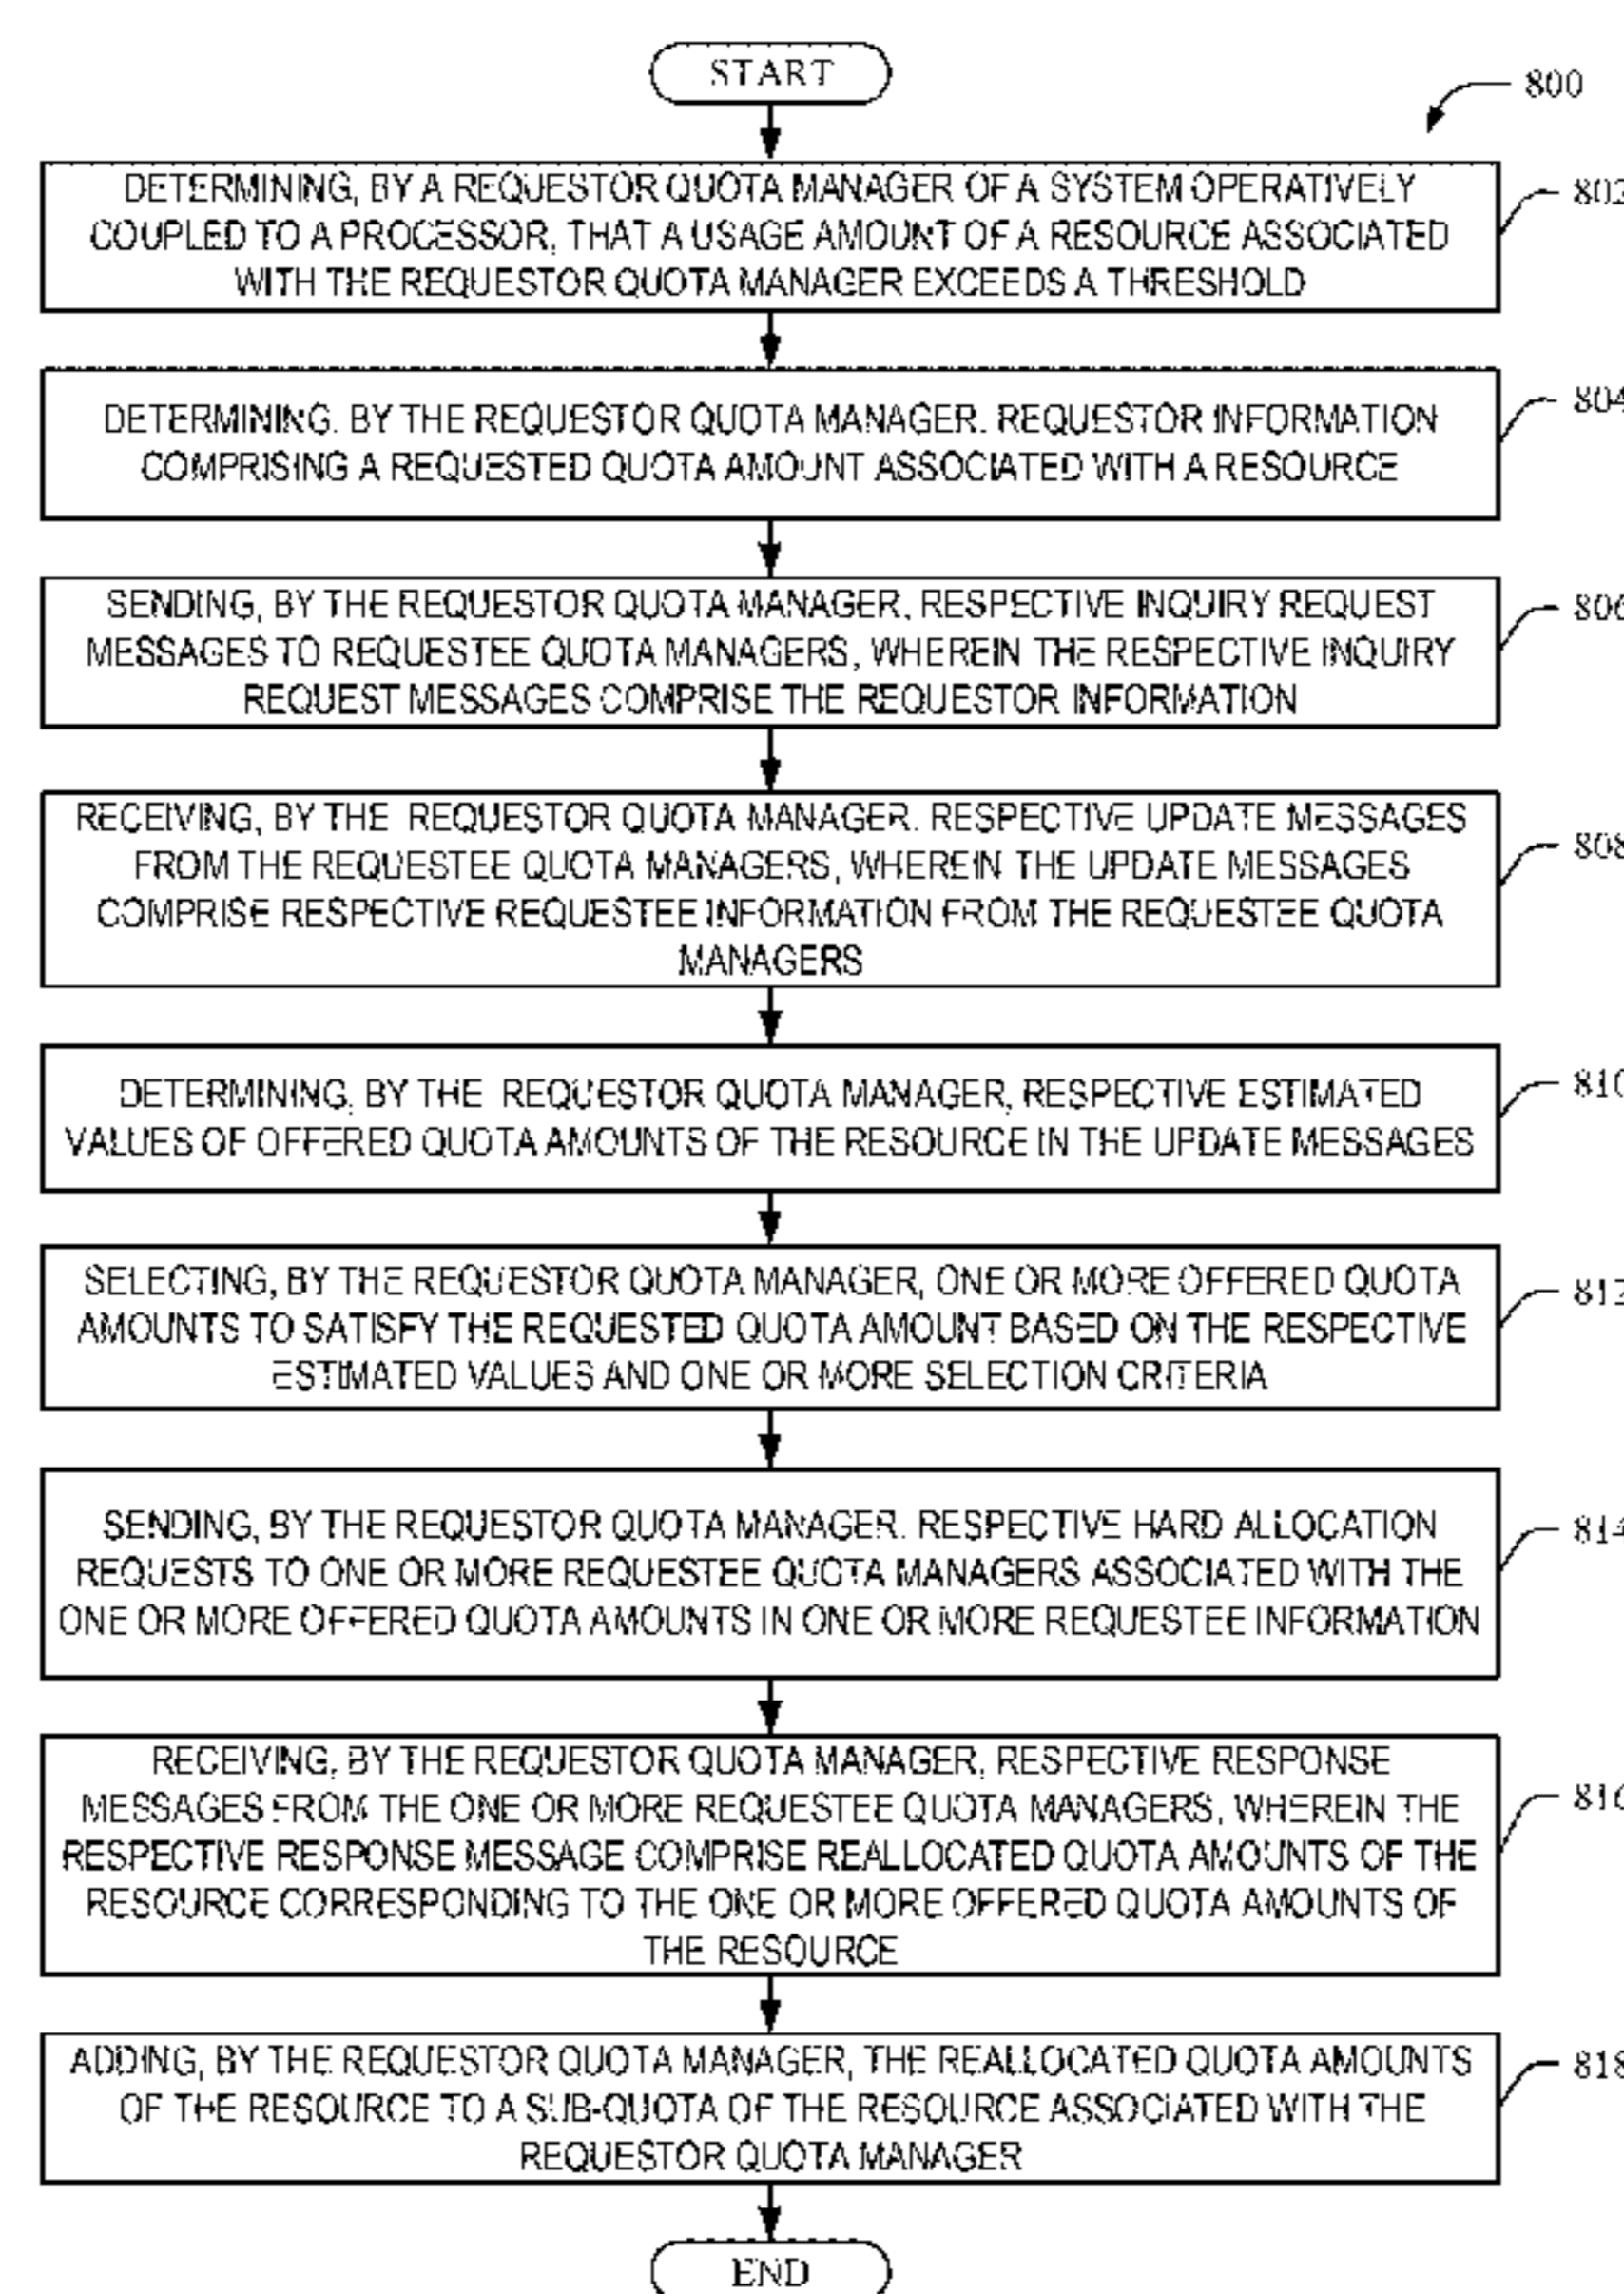 START
800
DETERMINING, BY A REQUESTOR QUOTA MANAGER OF A SYSTEM OPERATIVELY
COUPLED TO A PROCESSOR, THAT A USAGE AMOUNT OF A RESOURCE ASSOCIATED
WITH THE REQUESTOR QUOTA MANAGER EXCEEDS A THRESHOLD
802
DETERMINING, BY THE REQUESTOR QUOTA MANAGER, REQUESTOR INFORMATION
COMPRISING A REQUESTED QUOTA AMOUNT ASSOCIATED WITH A RESOURCE
804
SENDING, BY THE REQUESTOR QUOTA MANAGER, RESPECTIVE INQUIRY REQUEST
MESSAGES TO REQUESTEE QUOTA MANAGERS, WHEREIN THE RESPECTIVE INQUIRY
REQUEST MESSAGES COMPRISE THE REQUESTOR INFORMATION
806
RECEIVING, BY THE REQUESTOR QUOTA MANAGER, RESPECTIVE UPDATE MESSAGES
FROM THE REQUESTEE QUOTA MANAGERS, WHEREIN THE UPDATE MESSAGES
COMPRISE RESPECTIVE REQUESTEE INFORMATION FROM THE REQUESTEE QUOTA
MANAGERS
808
DETERMINING, BY THE REQUESTOR QUOTA MANAGER, RESPECTIVE ESTIMATED
VALUES OF OFFERED QUOTA AMOUNTS OF THE RESOURCE IN THE UPDATE MESSAGES
810
SELECTING, BY THE REQUESTOR QUOTA MANAGER, ONE OR MORE OFFERED QUOTA
AMOUNTS TO SATISFY THE REQUESTED QUOTA AMOUNT BASED ON THE RESPECTIVE
ESTIMATED VALUES AND ONE OR MORE SELECTION CRITERIA
812
SENDING, BY THE REQUESTOR QUOTA MANAGER, RESPECTIVE HARD ALLOCATION
REQUESTS TO ONE OR MORE REQUESTEE QUOTA MANAGERS ASSOCIATED WITH THE
ONE OR MORE OFFERED QUOTA AMOUNTS IN ONE OR MORE REQUESTEE INFORMATION
814
RECEIVING, BY THE REQUESTOR QUOTA MANAGER, RESPECTIVE RESPONSE
MESSAGES FROM THE ONE OR MORE REQUESTEE QUOTA MANAGERS, WHEREIN THE
RESPECTIVE RESPONSE MESSAGE COMPRISE REALLOCATED QUOTA AMOUNTS OF THE
RESOURCE CORRESPONDING TO THE ONE OR MORE OFFERED QUOTA AMOUNTS OF
THE RESOURCE
816
ADDING, BY THE REQUESTOR QUOTA MANAGER, THE REALLOCATED QUOTA AMOUNTS
OF THE RESOURCE TO A SUB-QUOTA OF THE RESOURCE ASSOCIATED WITH THE
REQUESTOR QUOTA MANAGER
818
END